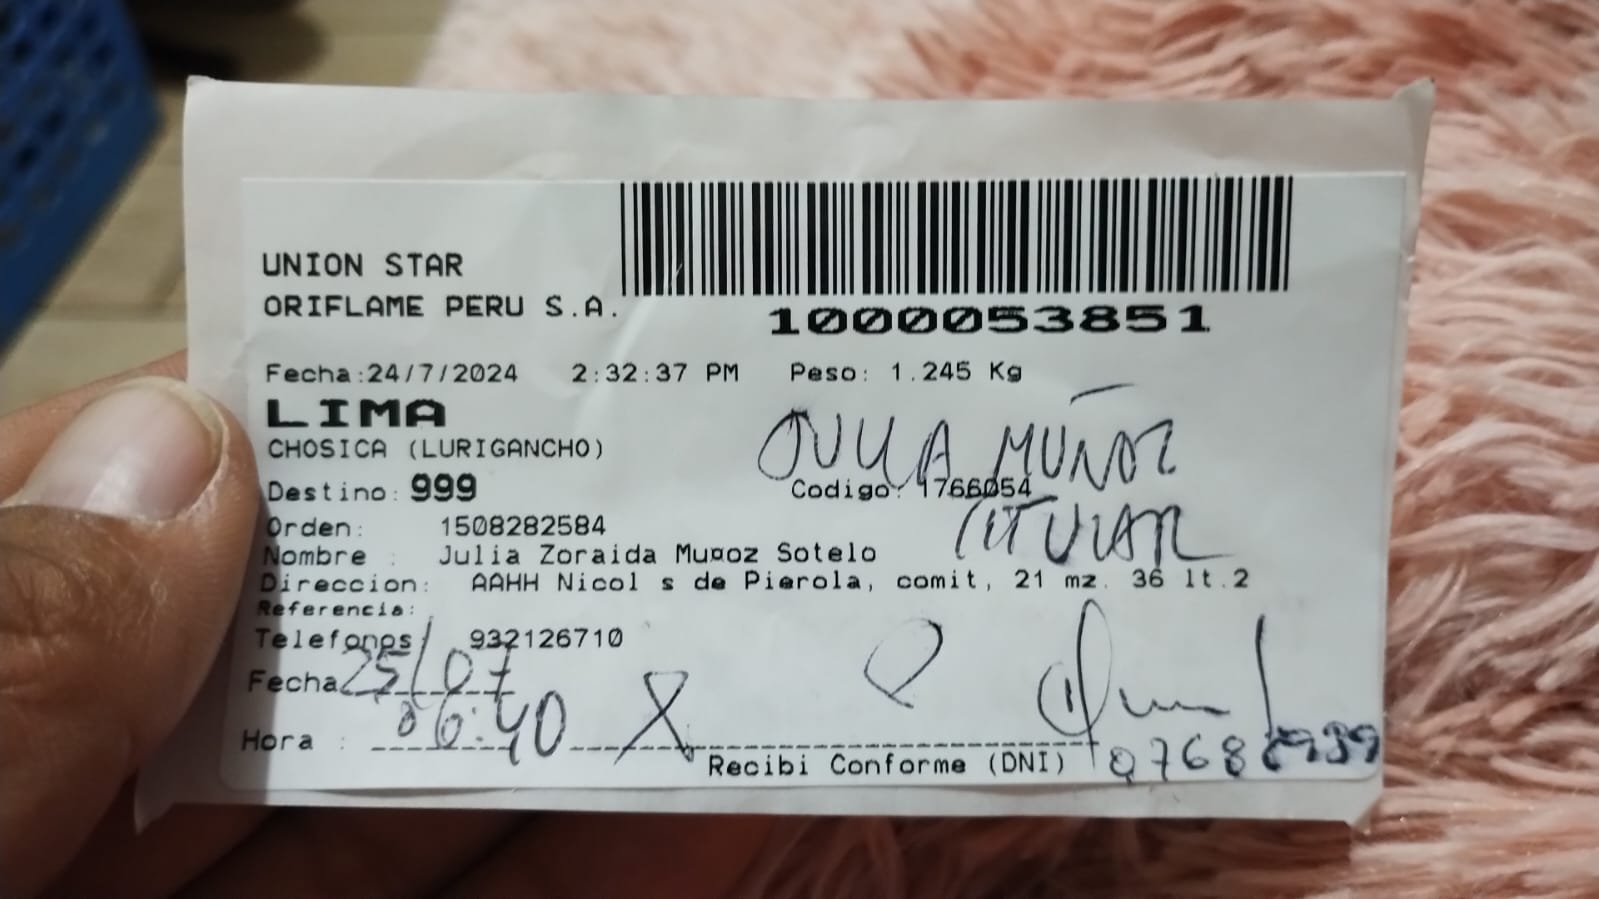 UNION STAR
ORIFLAME PERU S.A.
1000053851
Fecha:24/7/2024 2:32:37 PM Peso: 1.245 Kg
LIMA
CHOSICA (LURIGANCHO)
JULIA MUÑOZ
Destino: 999 Codigo: 1766054
TITULAR
Orden: 1508282584
Nombre : Julia Zoraida Mu¤oz Sotelo
Direccion: AAHH Nicol s de Pierola, comit, 21 mz. 36 lt.2
Referencia:
Telefonos 932126710
Fecha 25/07
Hora : 06:40
Recibi Conforme (DNI)